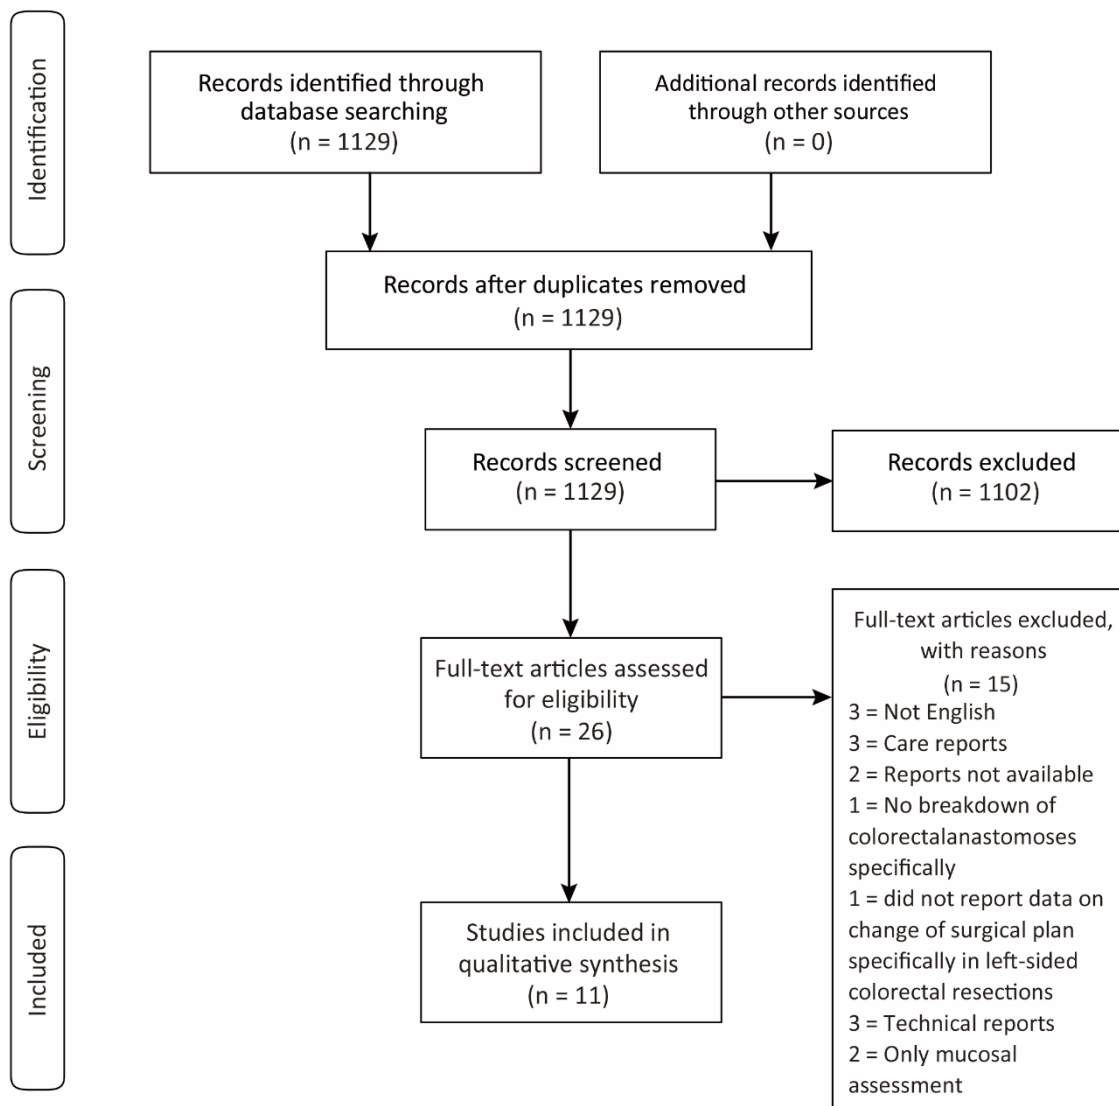 Identification
Records identified through
database searching
(n = 1129)
Additional records identified
through other sources
(n = 0)
Records after duplicates removed
(n = 1129)
Screening
Records screened
(n = 1129)
Records excluded
(n = 1102)
Eligibility
Full-text articles assessed
for eligibility
(n = 26)
Full-text articles excluded,
with reasons
(n = 15)
3 = Not English
3 = Care reports
2 = Reports not available
1 = No breakdown of
colorectalanastomoses
specifically
1 = did not report data on
change of surgical plan
specifically in left-sided
colorectal resections
3 = Technical reports
2 = Only mucosal
assessment
Included
Studies included in
qualitative synthesis
(n = 11)